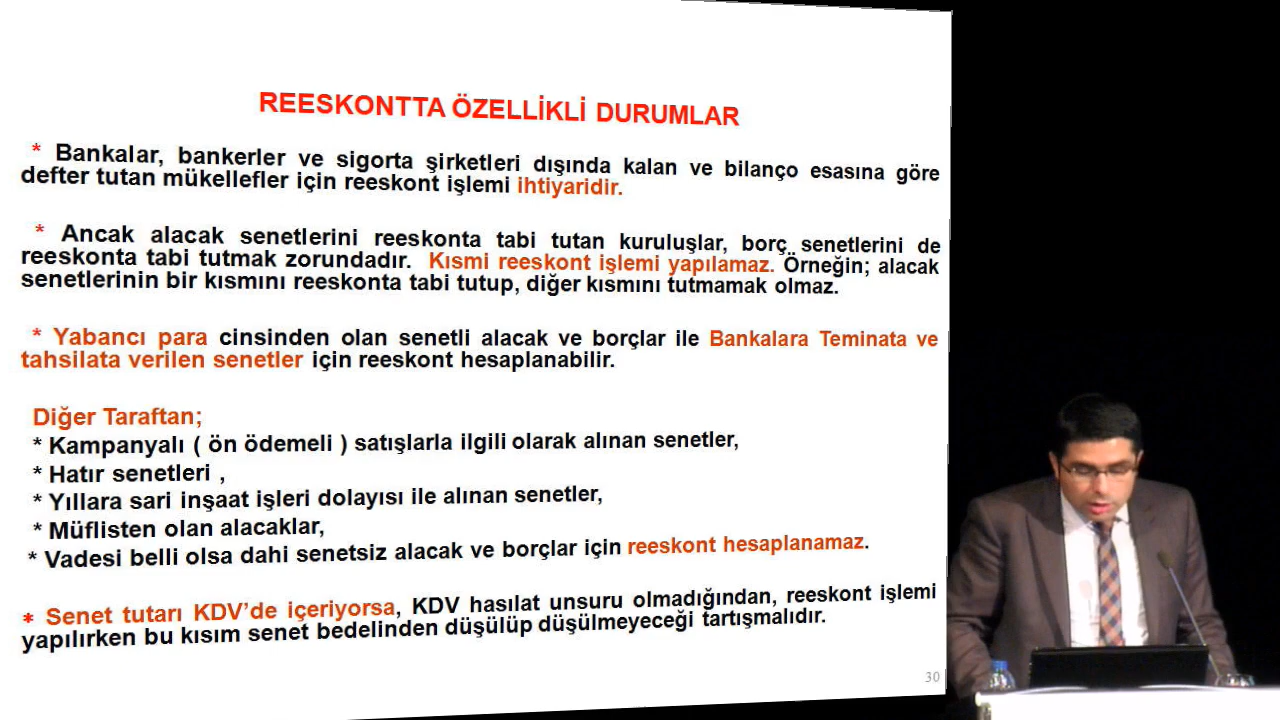 REESKONTTA ÖZELLİKLİ DURUMLAR
* Bankalar, bankerler ve sigorta şirketleri dışında kalan ve bilanço esasına göre
defter tutan mükellefler için reeskont işlemi ihtiyaridir.
* Ancak alacak senetlerini reeskonta tabi tutan kuruluşlar, borç senetlerini de
reeskonta tabi tutmak zorundadır. Kısmi reeskont işlemi yapılamaz. Örneğin; alacak
senetlerinin bir kısmını reeskonta tabi tutup, diğer kısmını tutmamak olmaz.
* Yabancı para cinsinden olan senetli alacak ve borçlar ile Bankalara Teminata ve
tahsilata verilen senetler için reeskont hesaplanabilir.
Diğer Taraftan;
* Kampanyalı ( ön ödemeli ) satışlarla ilgili olarak alınan senetler,
* Hatır senetleri ,
* Yıllara sari inşaat işleri dolayısı ile alınan senetler,
* Müflisten olan alacaklar,
* Vadesi belli olsa dahi senetsiz alacak ve borçlar için reeskont hesaplanamaz.
* Senet tutarı KDV’de içeriyorsa, KDV hasılat unsuru olmadığından, reeskont işlemi
yapılırken bu kısım senet bedelinden düşülüp düşülmeyeceği tartışmalıdır.
30